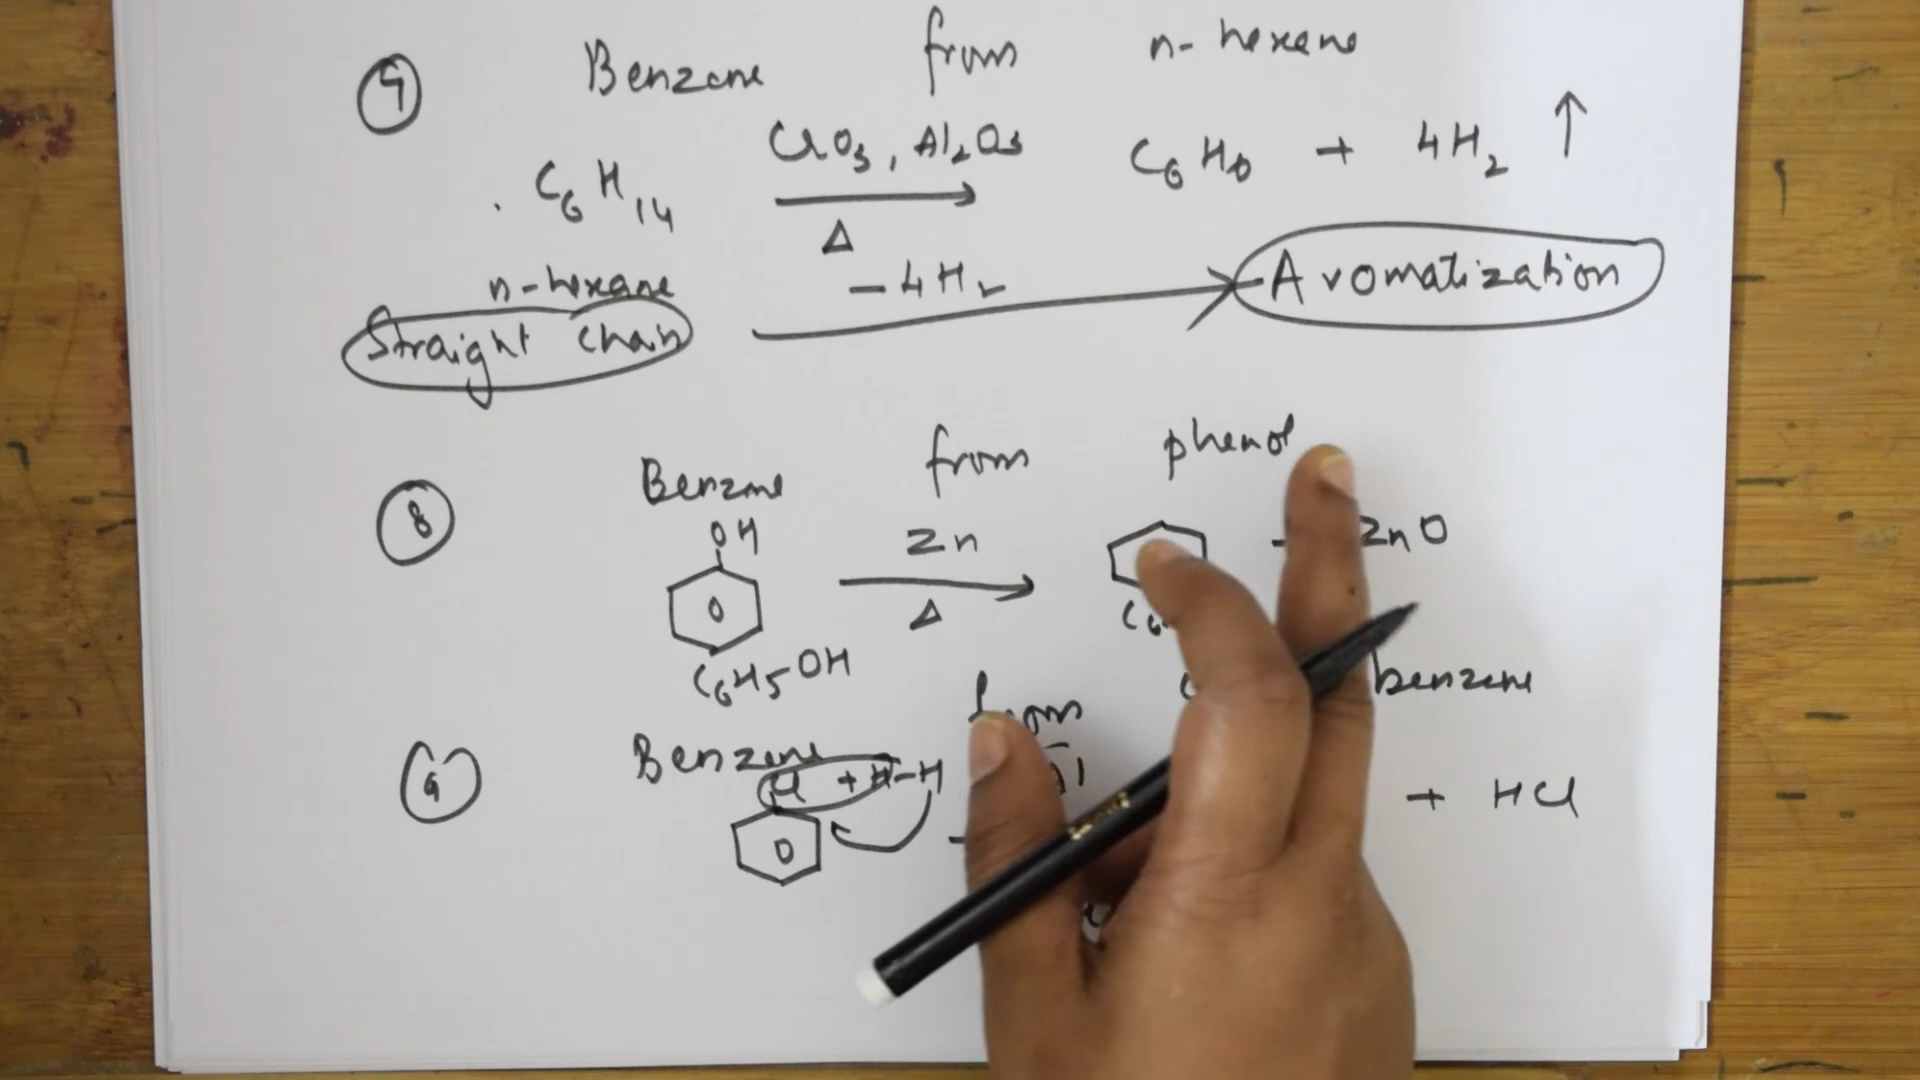 7 Benzene from n-hexane
CrO3, Al2O3
C6H14 → C6H6 + 4H2 ↑
Δ
n-hexane -4H2 Aromatization
Straight chain
8 Benzene from phenol
OH Zn ZnO
Δ
C6H5OH
benzene
9 Benzene from
Cl + H-H + HCl